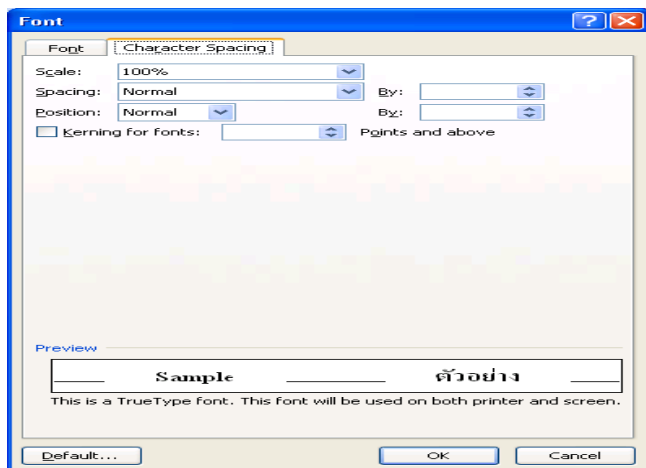 Font
Font Character Spacing
Scale: 100%
Spacing: Normal By:
Position: Normal By:
Kerning for fonts: Points and above
Preview
Sample ตัวอย่าง
This is a TrueType font. This font will be used on both printer and screen.
Default... OK Cancel